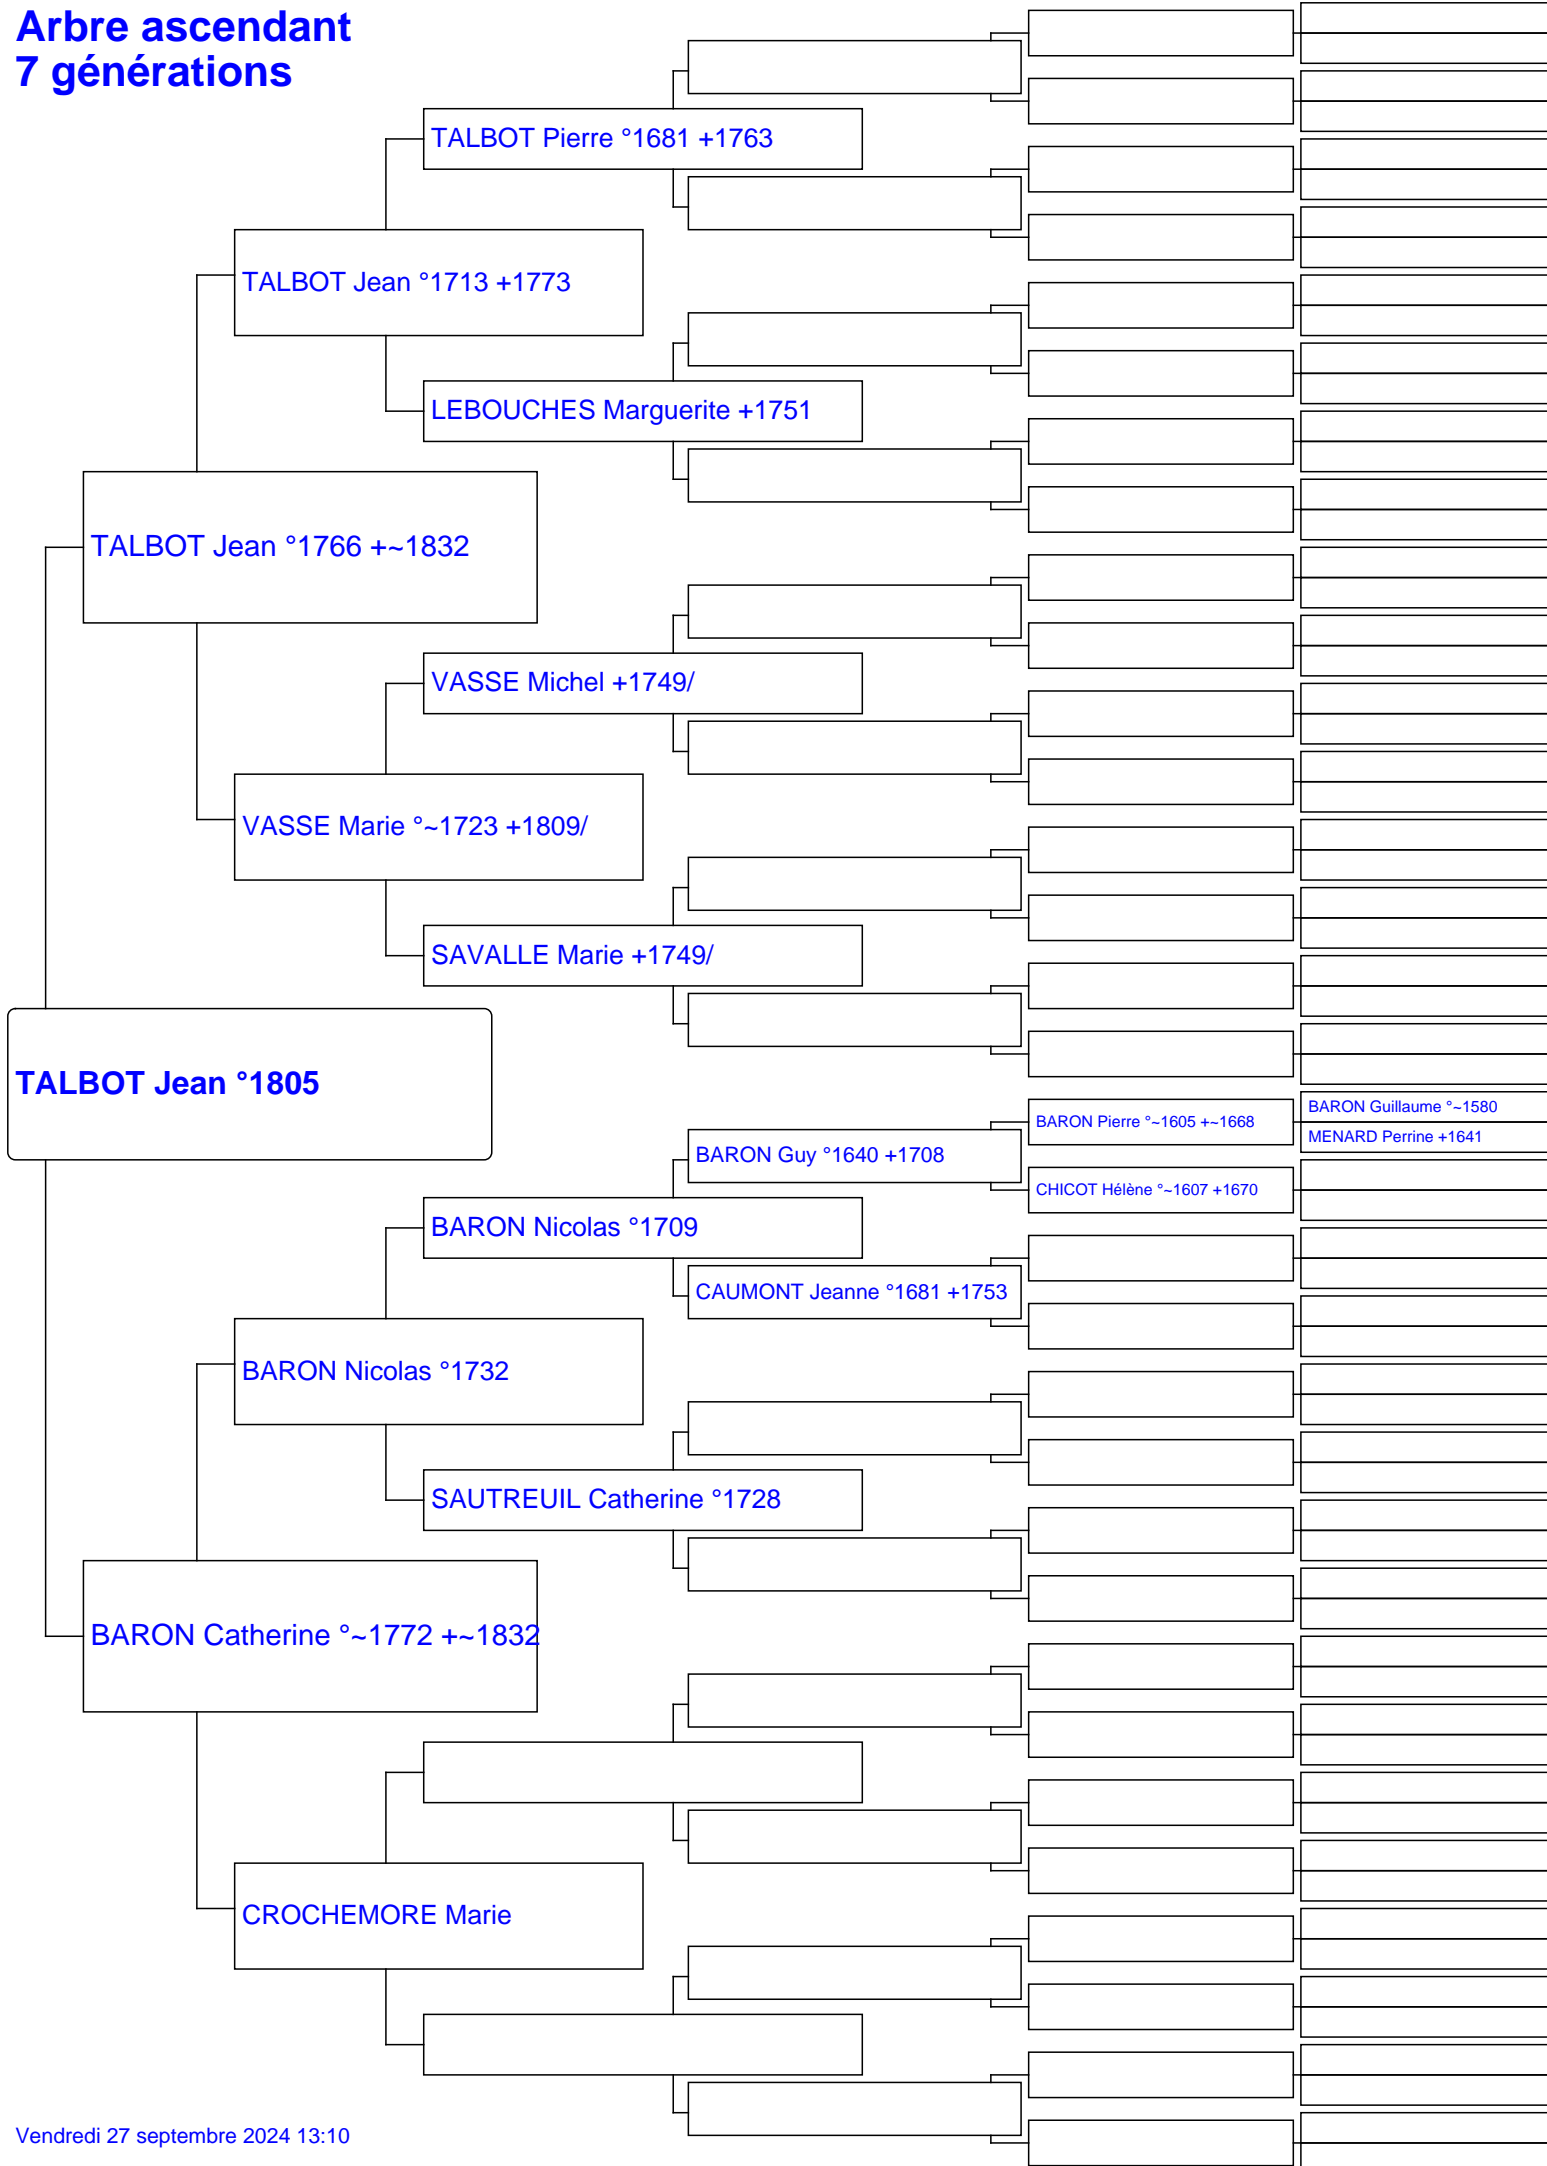 Arbre ascendant
7 générations
TALBOT Pierre °1681 +1763
TALBOT Jean °1713 +1773
LEBOUCHES Marguerite +1751
TALBOT Jean °1766 +~1832
VASSE Michel +1749/
VASSE Marie °~1723 +1809/
SAVALLE Marie +1749/
TALBOT Jean °1805
BARON Guillaume °~1580
BARON Pierre °~1605 +~1668
MENARD Perrine +1641
BARON Guy °1640 +1708
CHICOT Hélène °~1607 +1670
BARON Nicolas °1709
CAUMONT Jeanne °1681 +1753
BARON Nicolas °1732
SAUTREUIL Catherine °1728
BARON Catherine °~1772 +~1832
CROCHEMORE Marie
Vendredi 27 septembre 2024 13:10